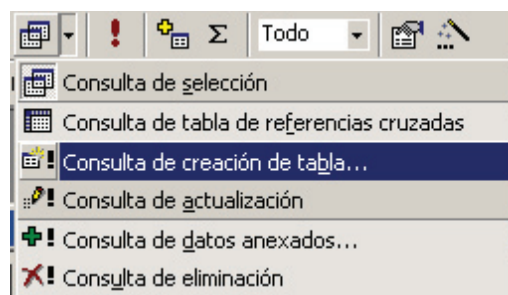 Σ Todo
Consulta de selección
Consulta de tabla de referencias cruzadas
Consulta de creación de tabla...
Consulta de actualización
Consulta de datos anexados...
Consulta de eliminación